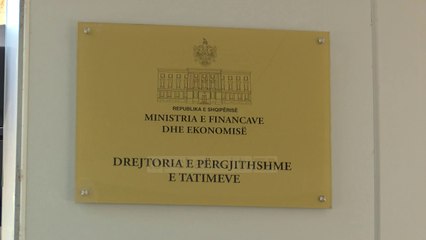 REPUBLIKA E SHQIPËRISË
MINISTRIA E FINANCAVE
DHE EKONOMISË
DREJTORIA E PËRGJITHSHME
E TATIMEVE